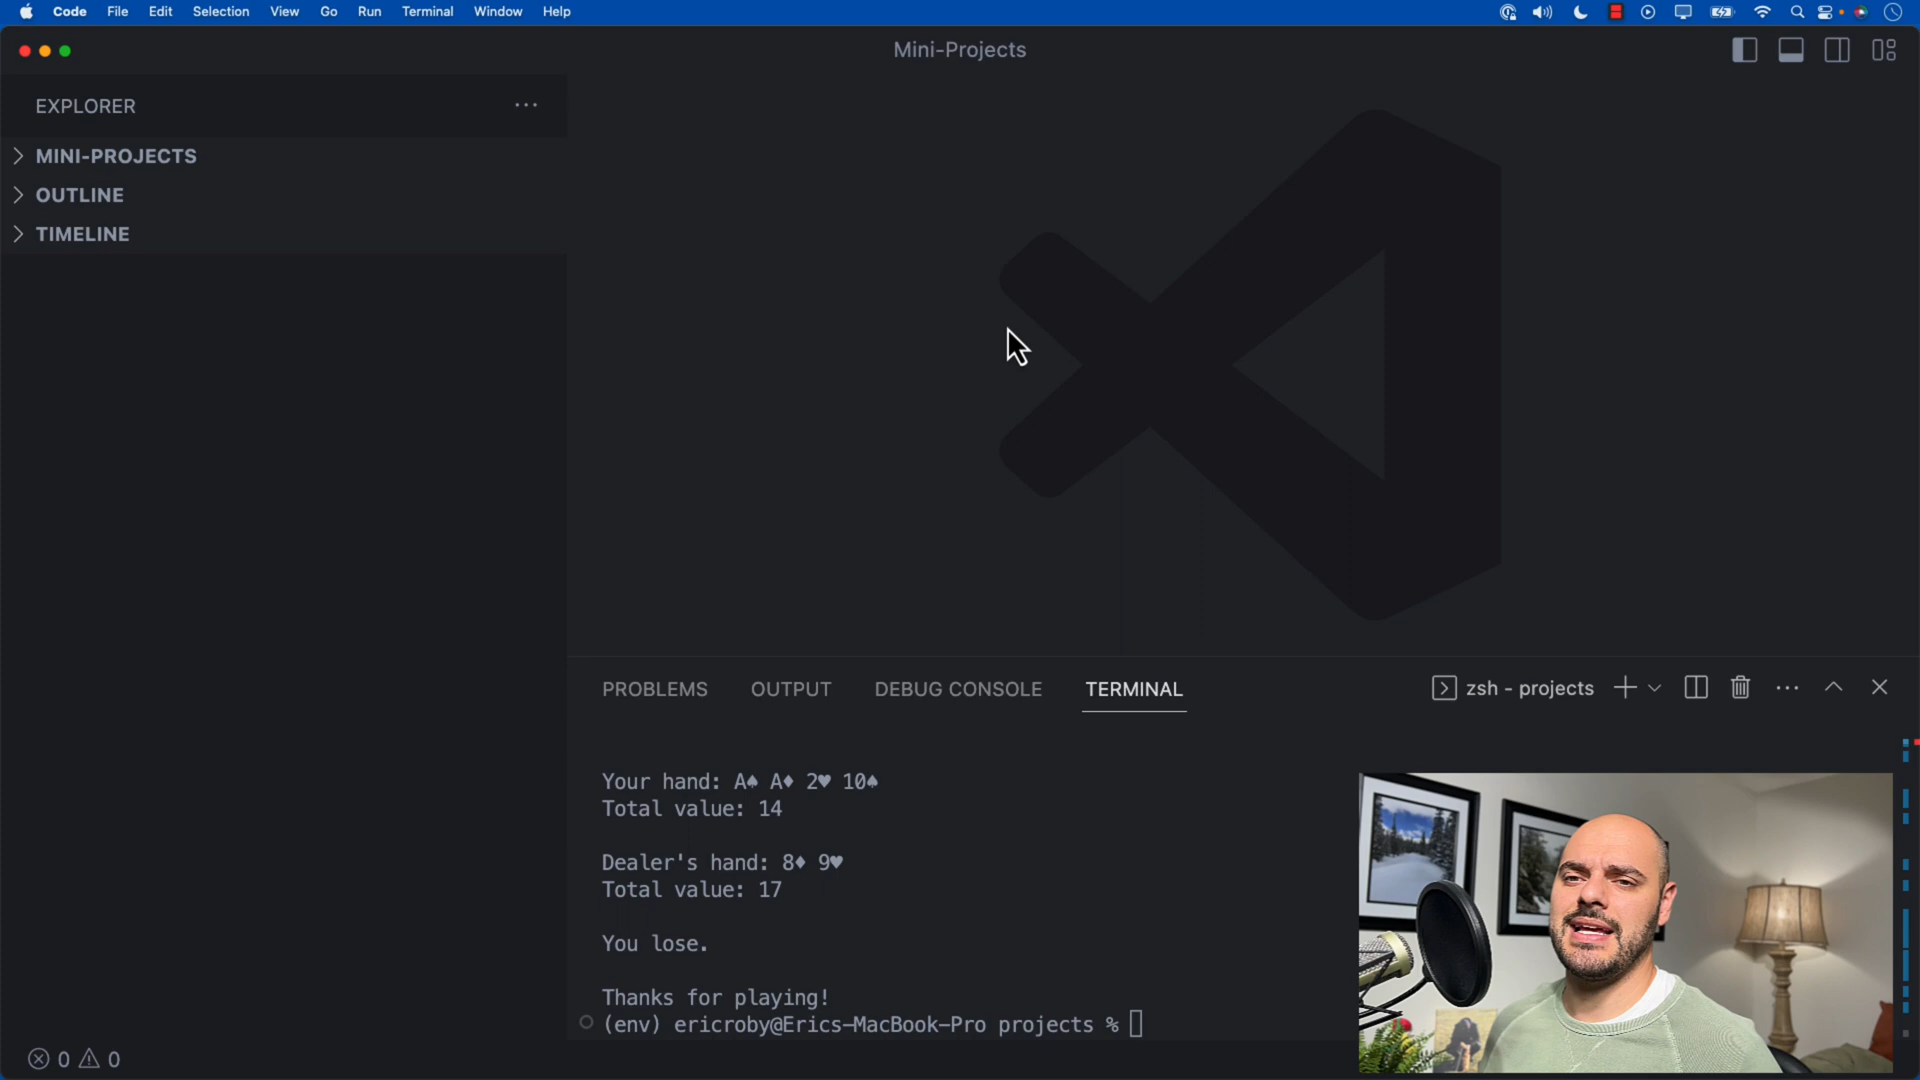 Code File Edit Selection View Go Run Terminal Window Help
Mini-Projects
EXPLORER
MINI-PROJECTS
OUTLINE
TIMELINE
PROBLEMS OUTPUT DEBUG CONSOLE TERMINAL
zsh - projects
Your hand: A♠ A♦ 2♥ 10♠
Total value: 14
Dealer's hand: 8♦ 9♥
Total value: 17
You lose.
Thanks for playing!
(env) ericroby@Erics-MacBook-Pro projects %
0 0